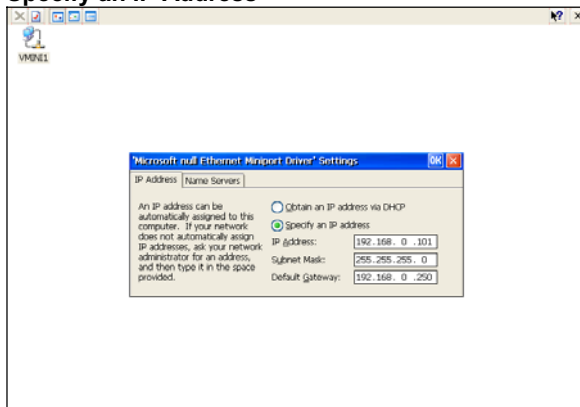 Specify an IP Address
VMINI1
'Microsoft null Ethernet Miniport Driver' Settings OK
IP Address Name Servers
An IP address can be
automatically assigned to this
computer. If your network
does not automatically assign
IP addresses, ask your network
administrator for an address,
and then type it in the space
provided.
Obtain an IP address via DHCP
Specify an IP address
IP Address: 192.168. 0 .101
Subnet Mask: 255.255.255. 0
Default Gateway: 192.168. 0 .250